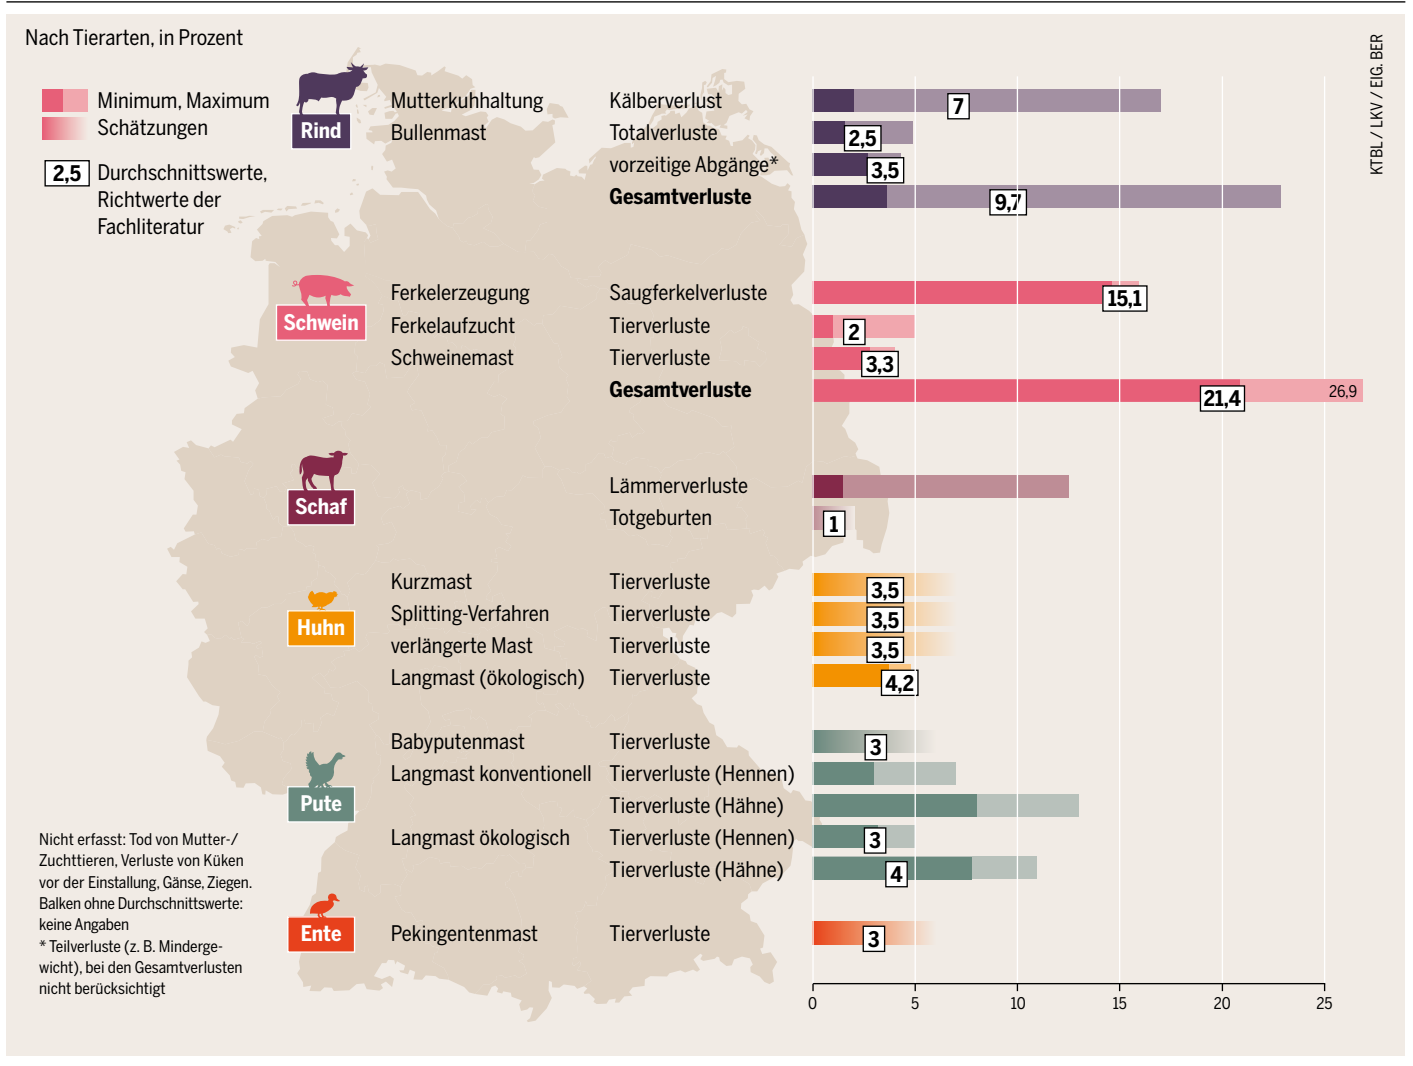 Nach Tierarten, in Prozent
KTBL / LKV / EIG. BER
Minimum, Maximum
Schätzungen
2,5 Durchschnittswerte,
Richtwerte der
Fachliteratur
Rind
Mutterkuhhaltung Kälberverlust 7
Bullenmast Totalverluste 2,5
vorzeitige Abgänge* 3,5
Gesamtverluste 9,7
Schwein
Ferkelerzeugung Saugferkelverluste 15,1
Ferkelaufzucht Tierverluste 2
Schweinemast Tierverluste 3,3
Gesamtverluste 21,4 26,9
Schaf
Lämmerverluste
Totgeburten 1
Huhn
Kurzmast Tierverluste 3,5
Splitting-Verfahren Tierverluste 3,5
verlängerte Mast Tierverluste 3,5
Langmast (ökologisch) Tierverluste 4,2
Pute
Babyputenmast Tierverluste 3
Langmast konventionell Tierverluste (Hennen)
Tierverluste (Hähne)
Langmast ökologisch Tierverluste (Hennen) 3
Tierverluste (Hähne) 4
Ente
Pekingentenmast Tierverluste 3
0 5 10 15 20 25
Nicht erfasst: Tod von Mutter-/
Zuchttieren, Verluste von Küken
vor der Einstallung, Gänse, Ziegen.
Balken ohne Durchschnittswerte:
keine Angaben
* Teilverluste (z. B. Minderge-
wicht), bei den Gesamtverlusten
nicht berücksichtigt